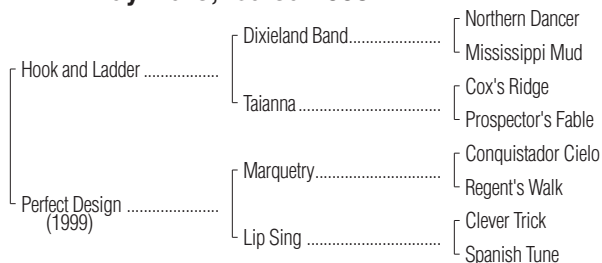 Northern Dancer
Dixieland Band
Mississippi Mud
Hook and Ladder
Cox's Ridge
Taianna
Prospector's Fable
Conquistador Cielo
Marquetry
Regent's Walk
Perfect Design
(1999)
Clever Trick
Lip Sing
Spanish Tune